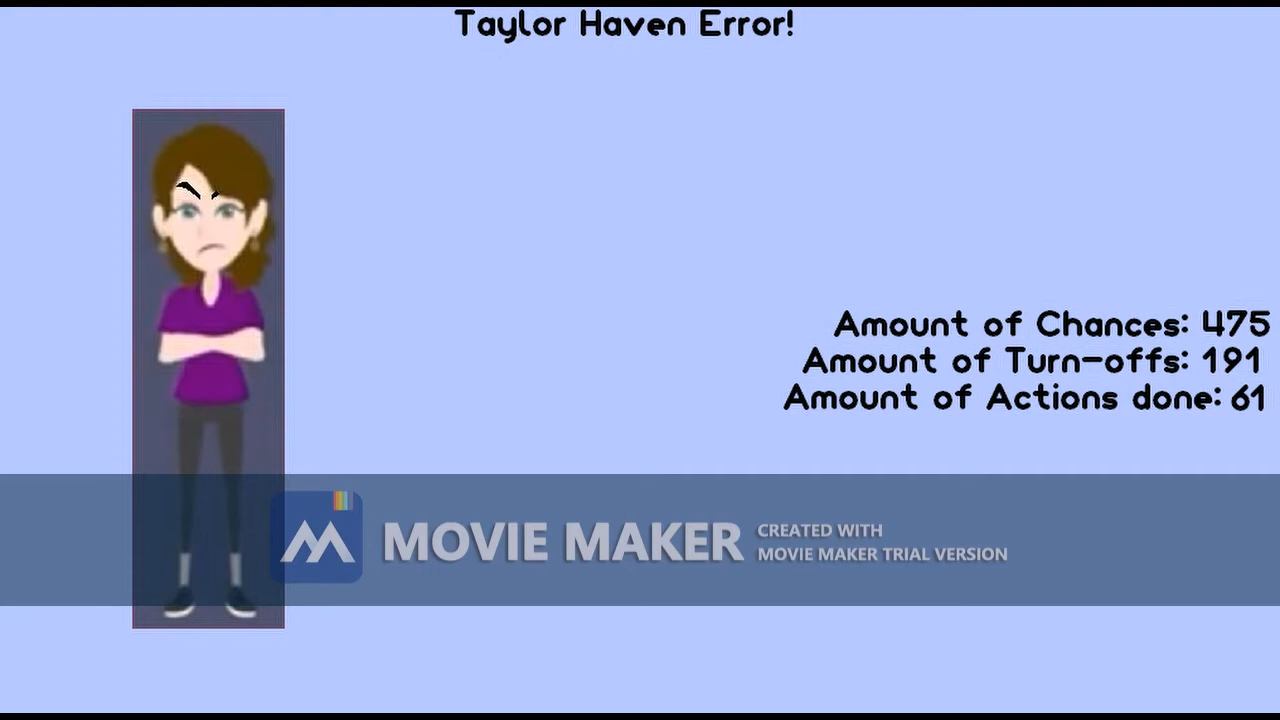 Taylor Haven Error!
Amount of Chances: 475
Amount of Turn-offs: 191
Amount of Actions done: 61
MOVIE MAKER
CREATED WITH
MOVIE MAKER TRIAL VERSION